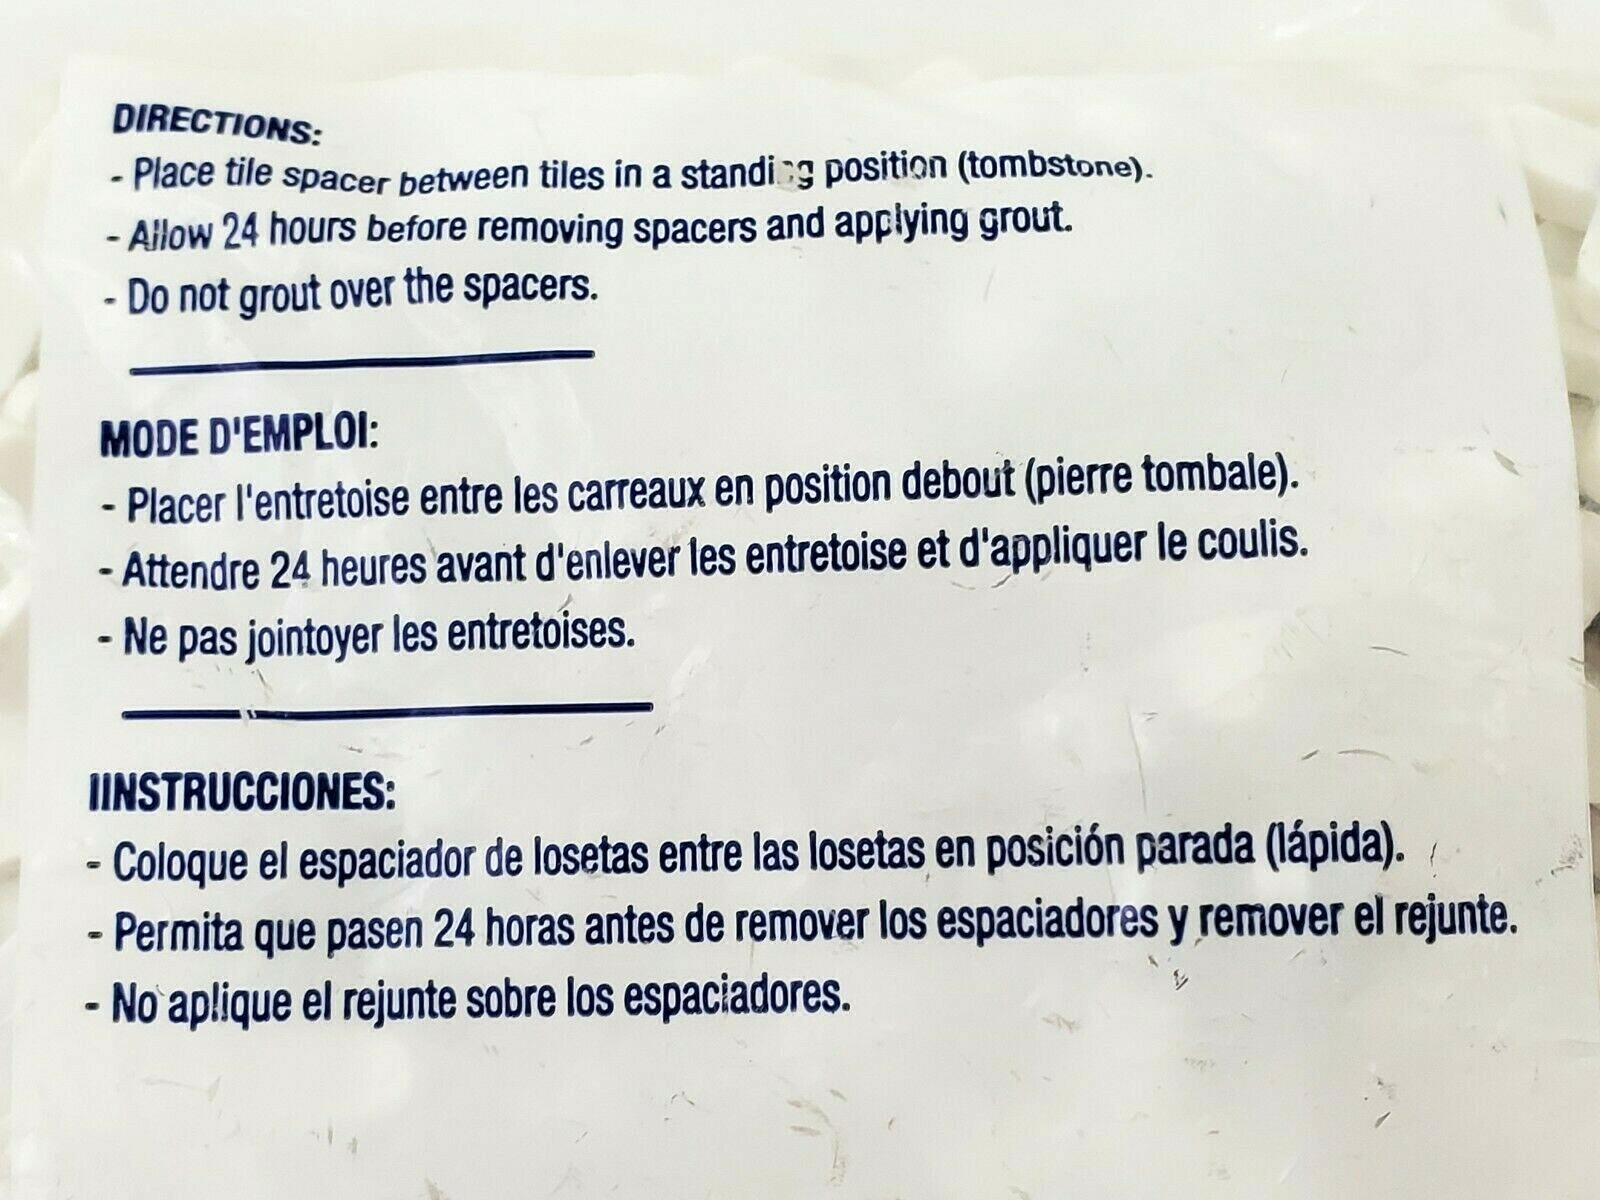 DIRECTIONS:
- Place tile spacer between tiles in a standing position (tombstone).
- Allow 24 hours before removing spacers and applying grout.
- Do not grout over the spacers.
MODE D'EMPLOI:
- Placer l'entretoise entre les carreaux en position debout (pierre tombale).
- Attendre 24 heures avant d'enlever les entretoise et d'appliquer le coulis.
- Ne pas jointoyer les entretoises.
IINSTRUCCIONES:
- Coloque el espaciador de losetas entre las losetas en posición parada (lápida).
- Permita que pasen 24 horas antes de remover los espaciadores y remover el rejunte.
- No aplique el rejunte sobre los espaciadores.